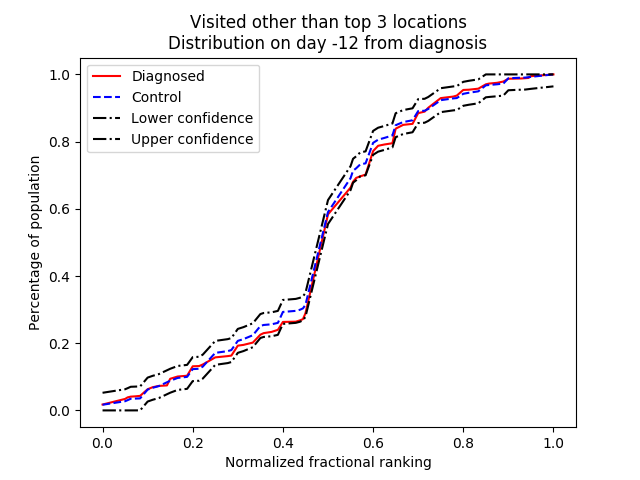 Visited other than top 3 locations
Distribution on day -12 from diagnosis
Diagnosed
Control
Lower confidence
Upper confidence
Percentage of population
1.0
0.8
0.6
0.4
0.2
0.0
0.0 0.2 0.4 0.6 0.8 1.0
Normalized fractional ranking